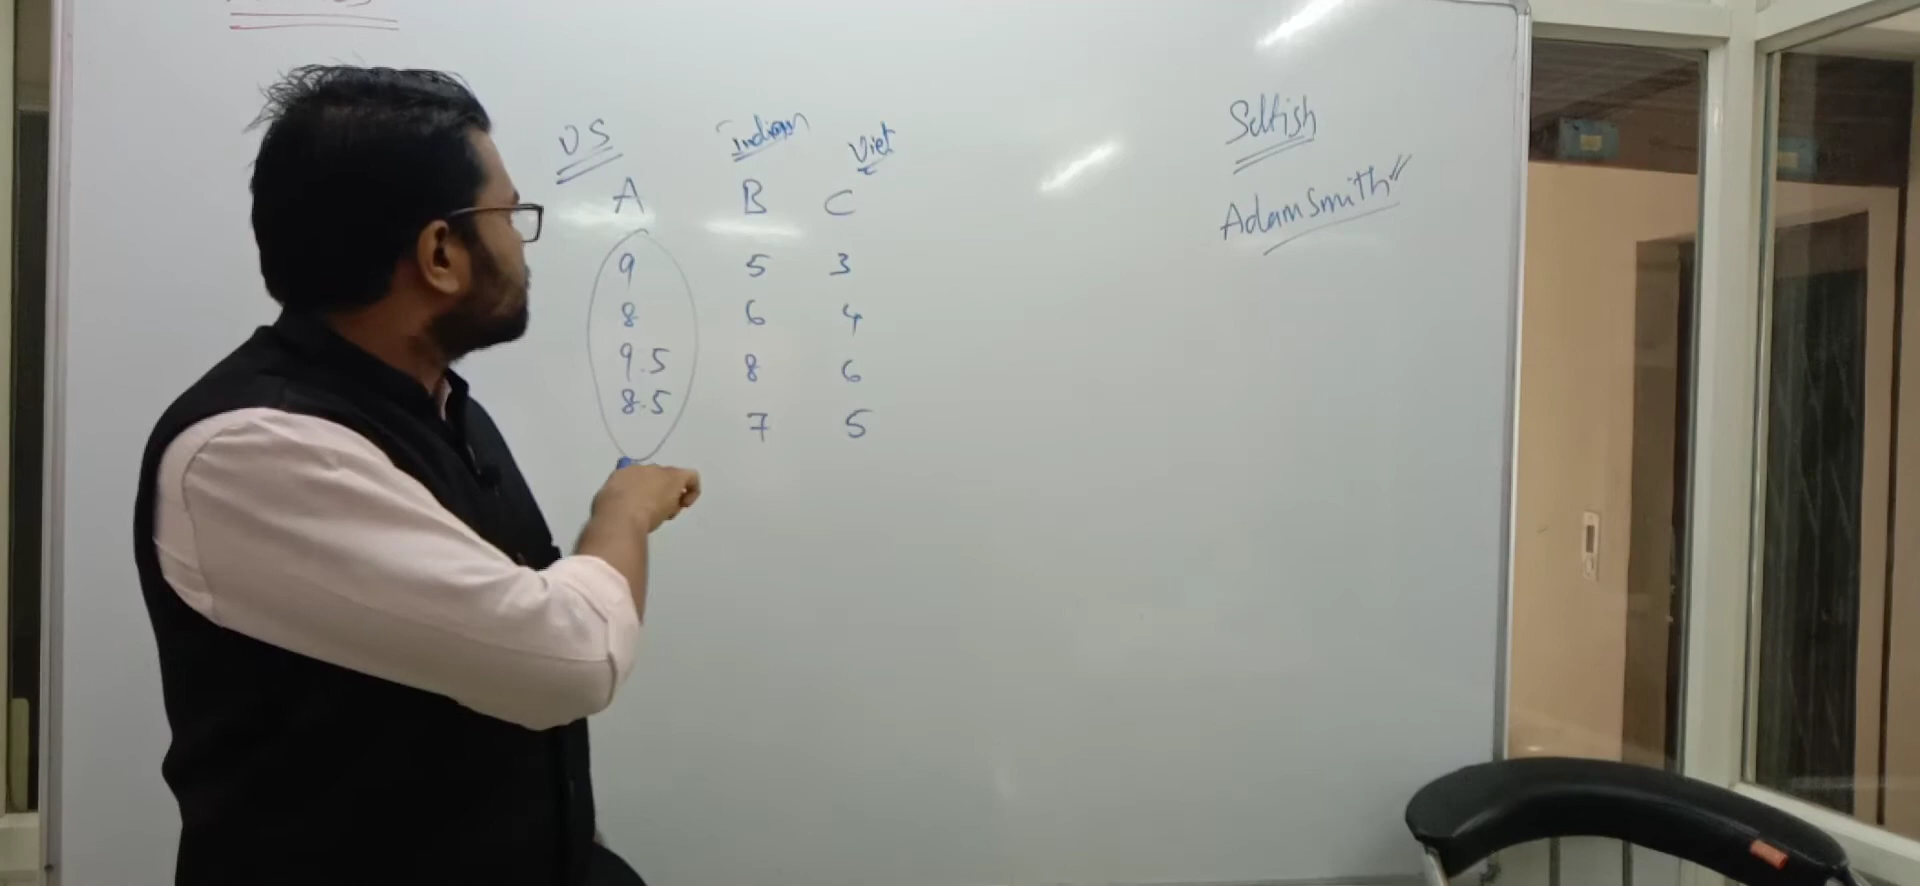 US Indian Viet
A B C
9 5 3
8 6 4
9.5 8 6
8.5 7 5
Selfish
Adam Smith